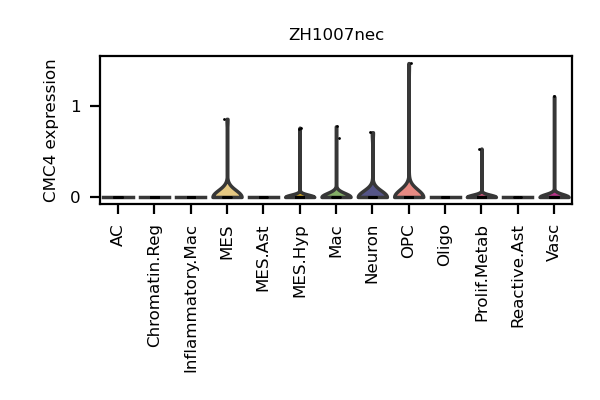 ZH1007nec
CMC4 expression
1
0
AC
Chromatin.Reg
Inflammatory.Mac
MES
MES.Ast
MES.Hyp
Mac
Neuron
OPC
Oligo
Prolif.Metab
Reactive.Ast
Vasc